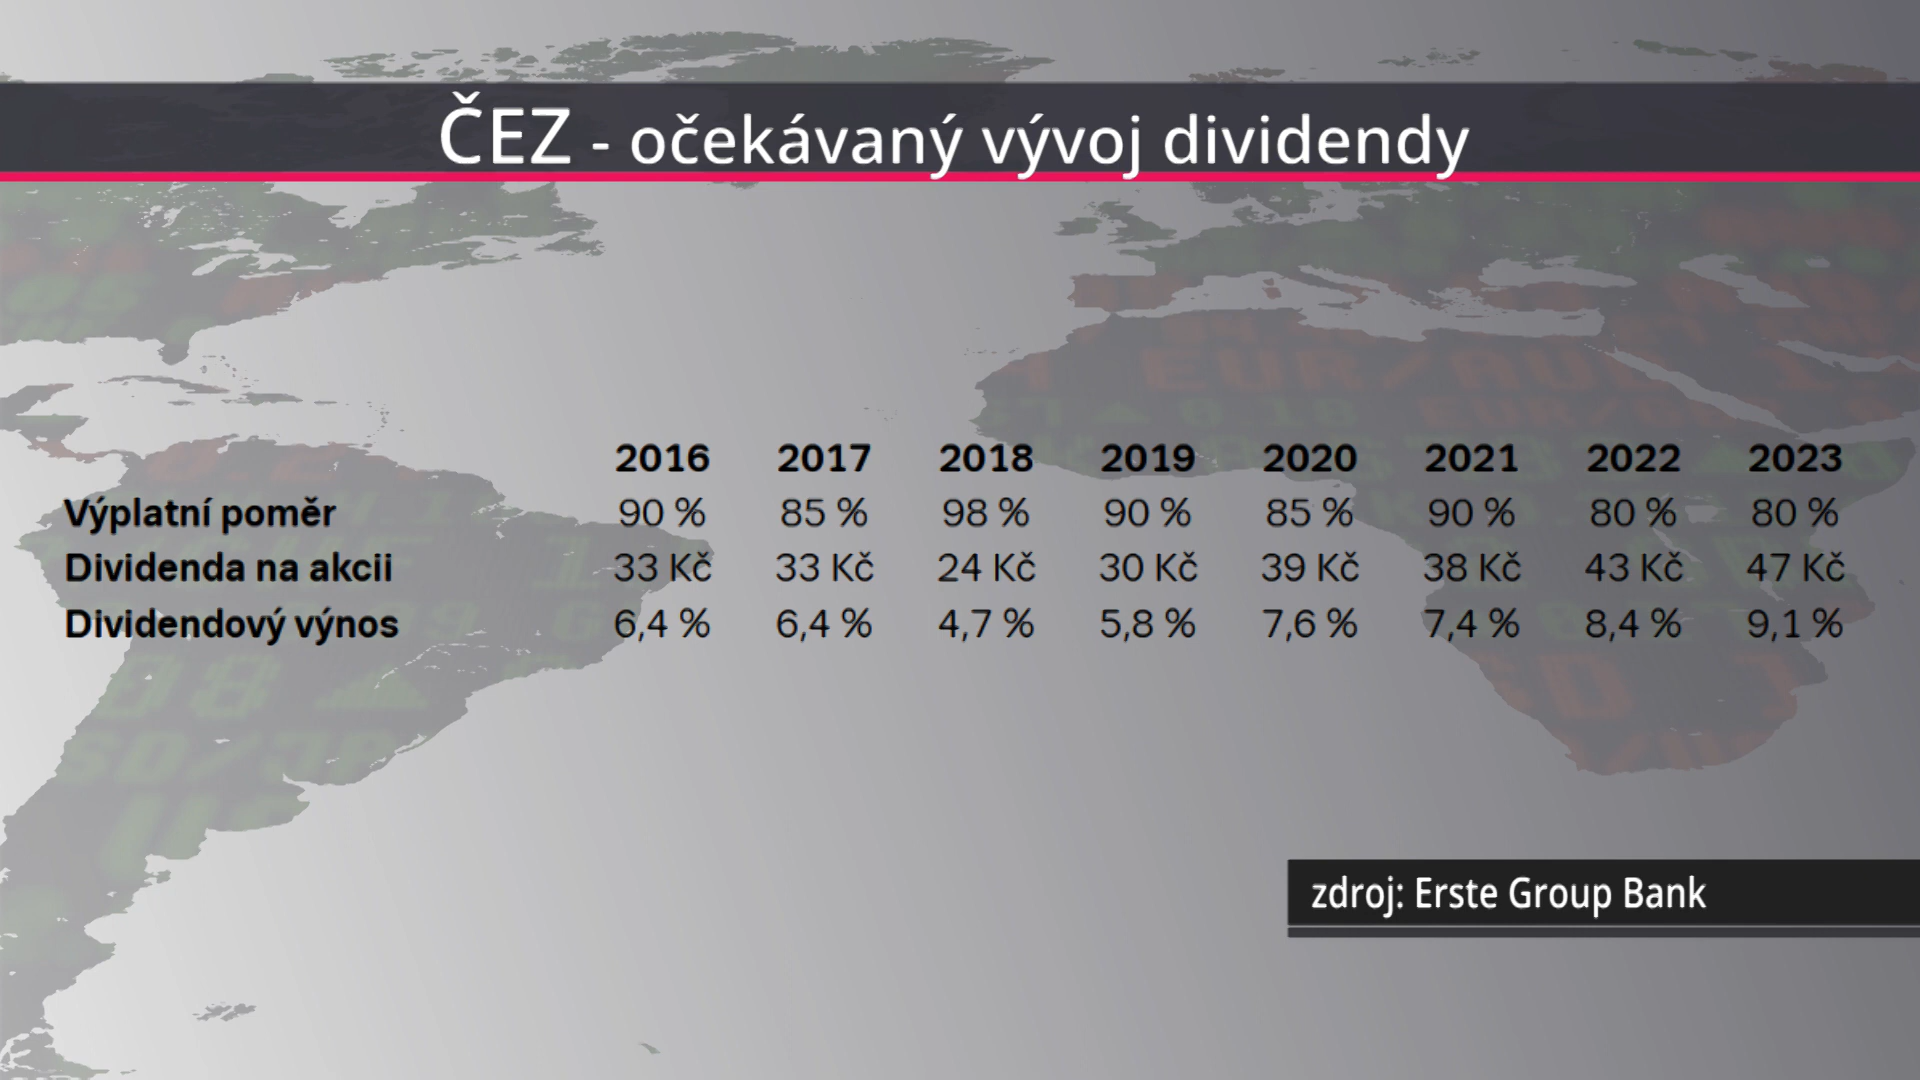 ČEZ - očekávaný vývoj dividendy
2016 2017 2018 2019 2020 2021 2022 2023
Výplatní poměr 90 % 85 % 98 % 90 % 85 % 90 % 80 % 80 %
Dividenda na akcii 33 Kč 33 Kč 24 Kč 30 Kč 39 Kč 38 Kč 43 Kč 47 Kč
Dividendový výnos 6,4 % 6,4 % 4,7 % 5,8 % 7,6 % 7,4 % 8,4 % 9,1 %
zdroj: Erste Group Bank